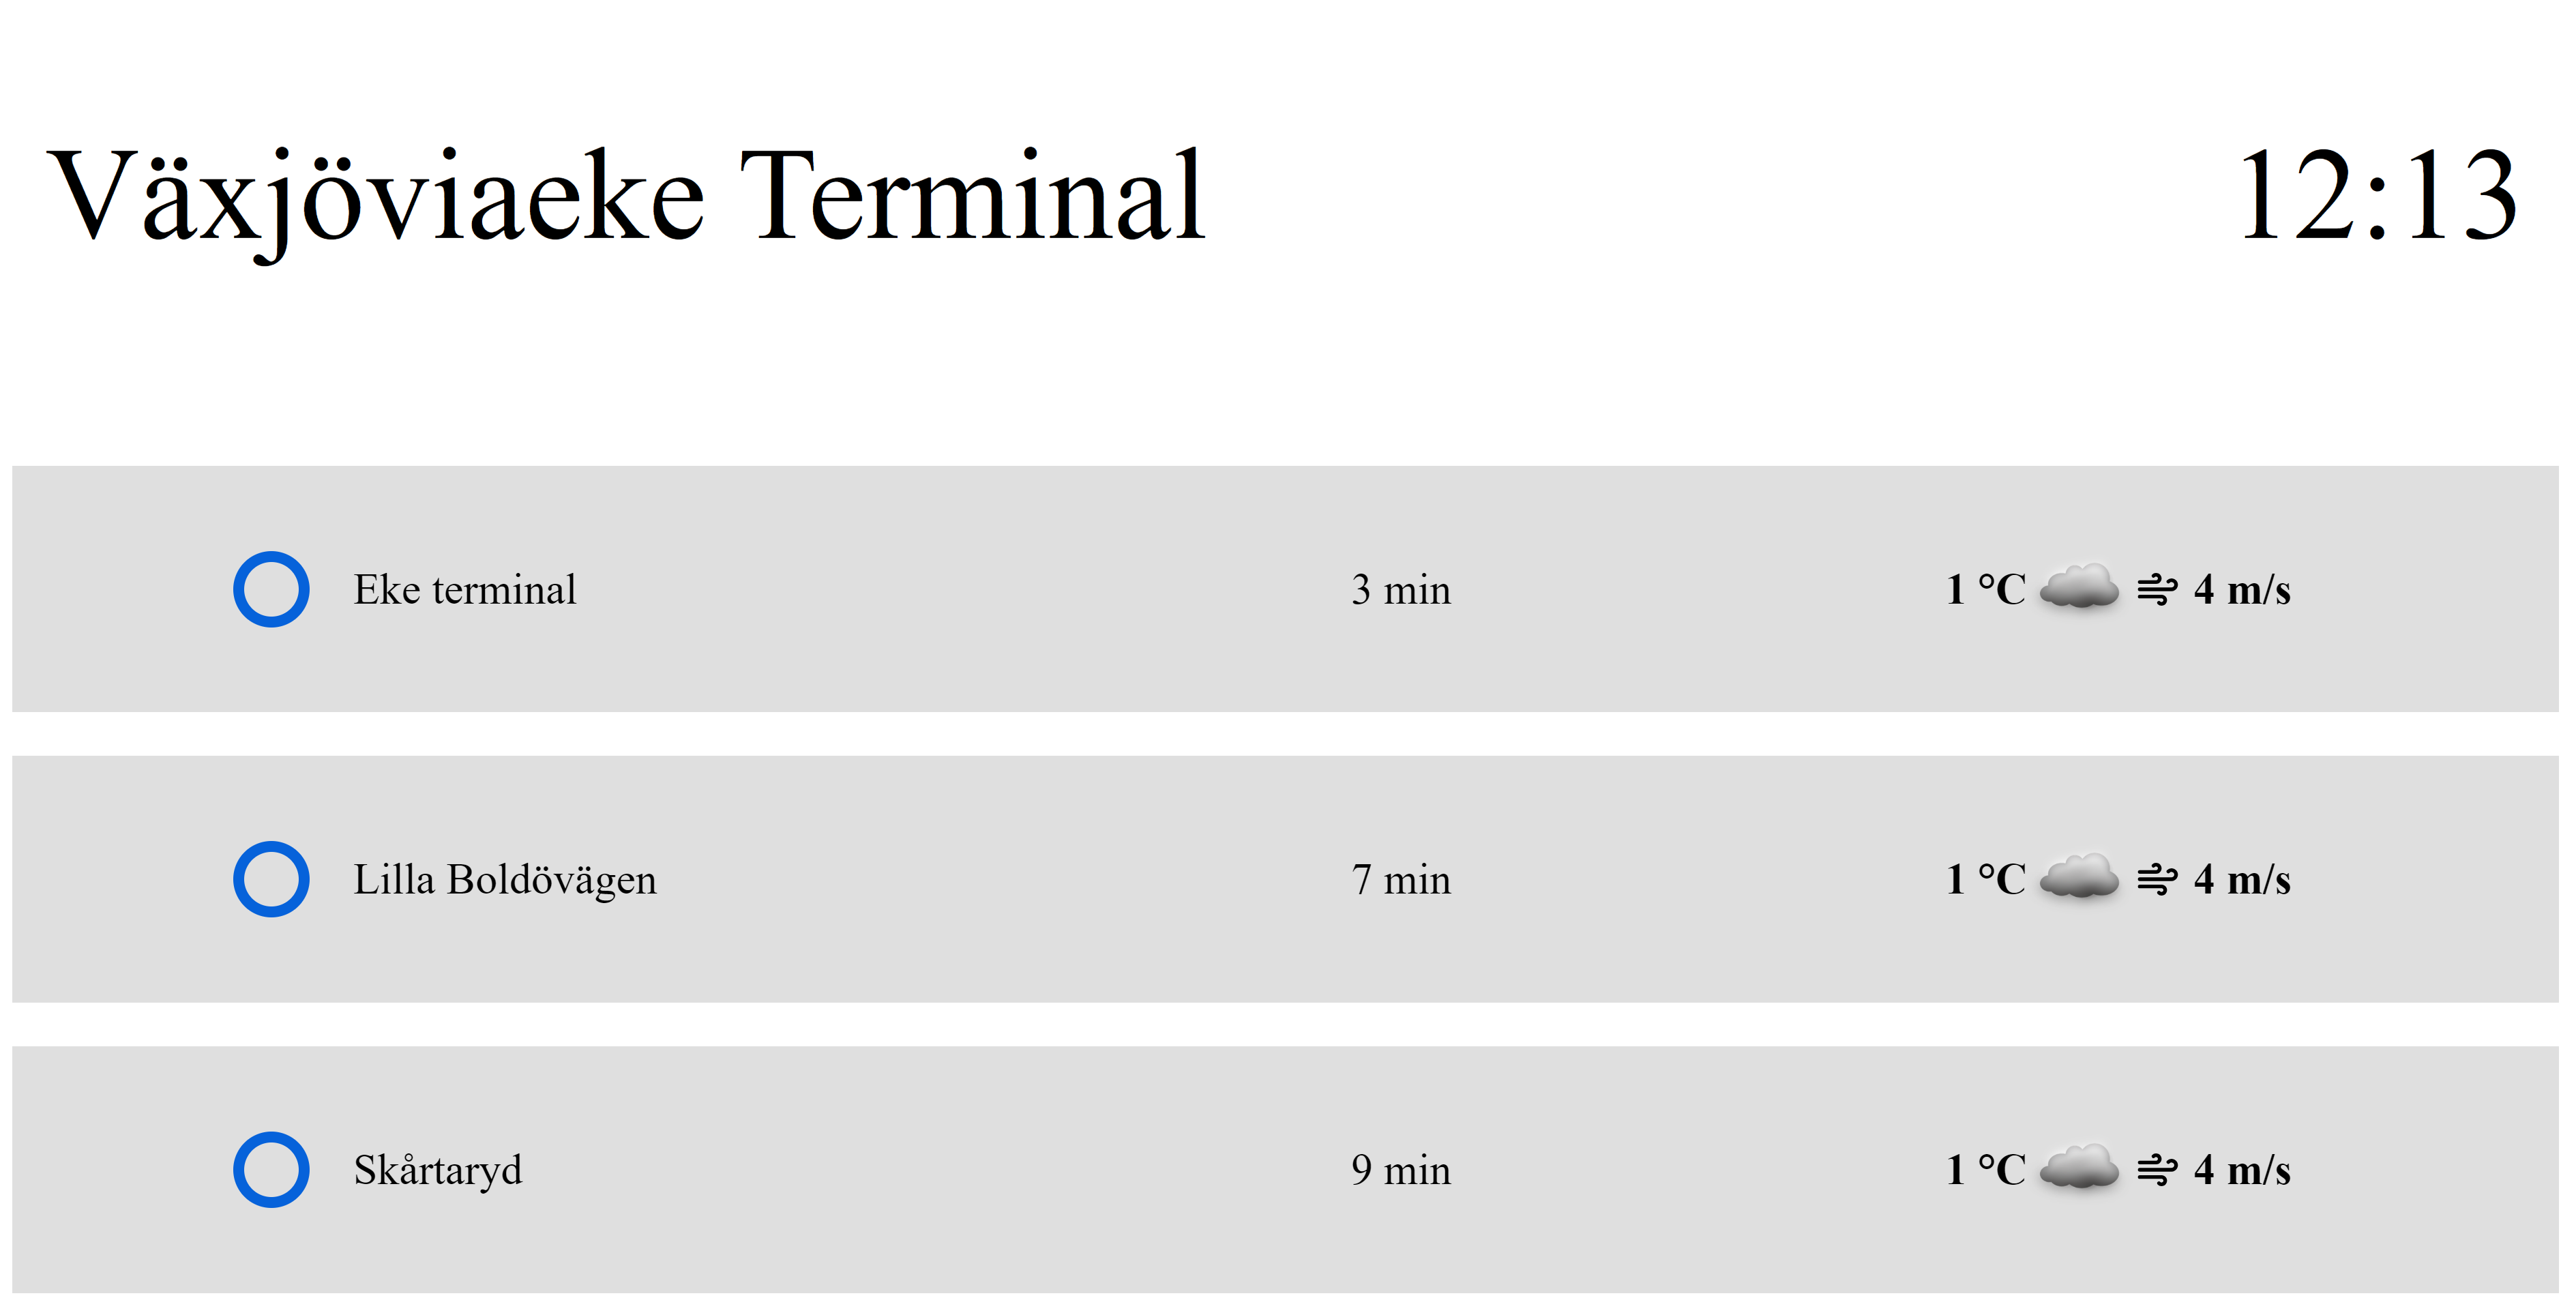 Växjöviaeke Terminal 12:13
Eke terminal 3 min 1 °C 4 m/s
Lilla Boldövägen 7 min 1 °C 4 m/s
Skårtaryd 9 min 1 °C 4 m/s